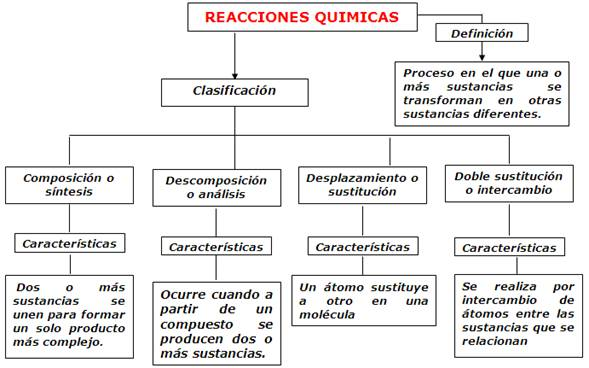 REACCIONES QUIMICAS
Definición
Proceso en el que una o
más sustancias se
transforman en otras
sustancias diferentes.
Clasificación
Composición o
síntesis
Características
Dos o más
sustancias se
unen para formar
un solo producto
más complejo.
Descomposición
o análisis
Características
Ocurre cuando a
partir de un
compuesto se
producen dos o
más sustancias.
Desplazamiento o
sustitución
Características
Un átomo sustituye
a otro en una
molécula
Doble sustitución
o intercambio
Características
Se realiza por
intercambio de
átomos entre las
sustancias que se
relacionan